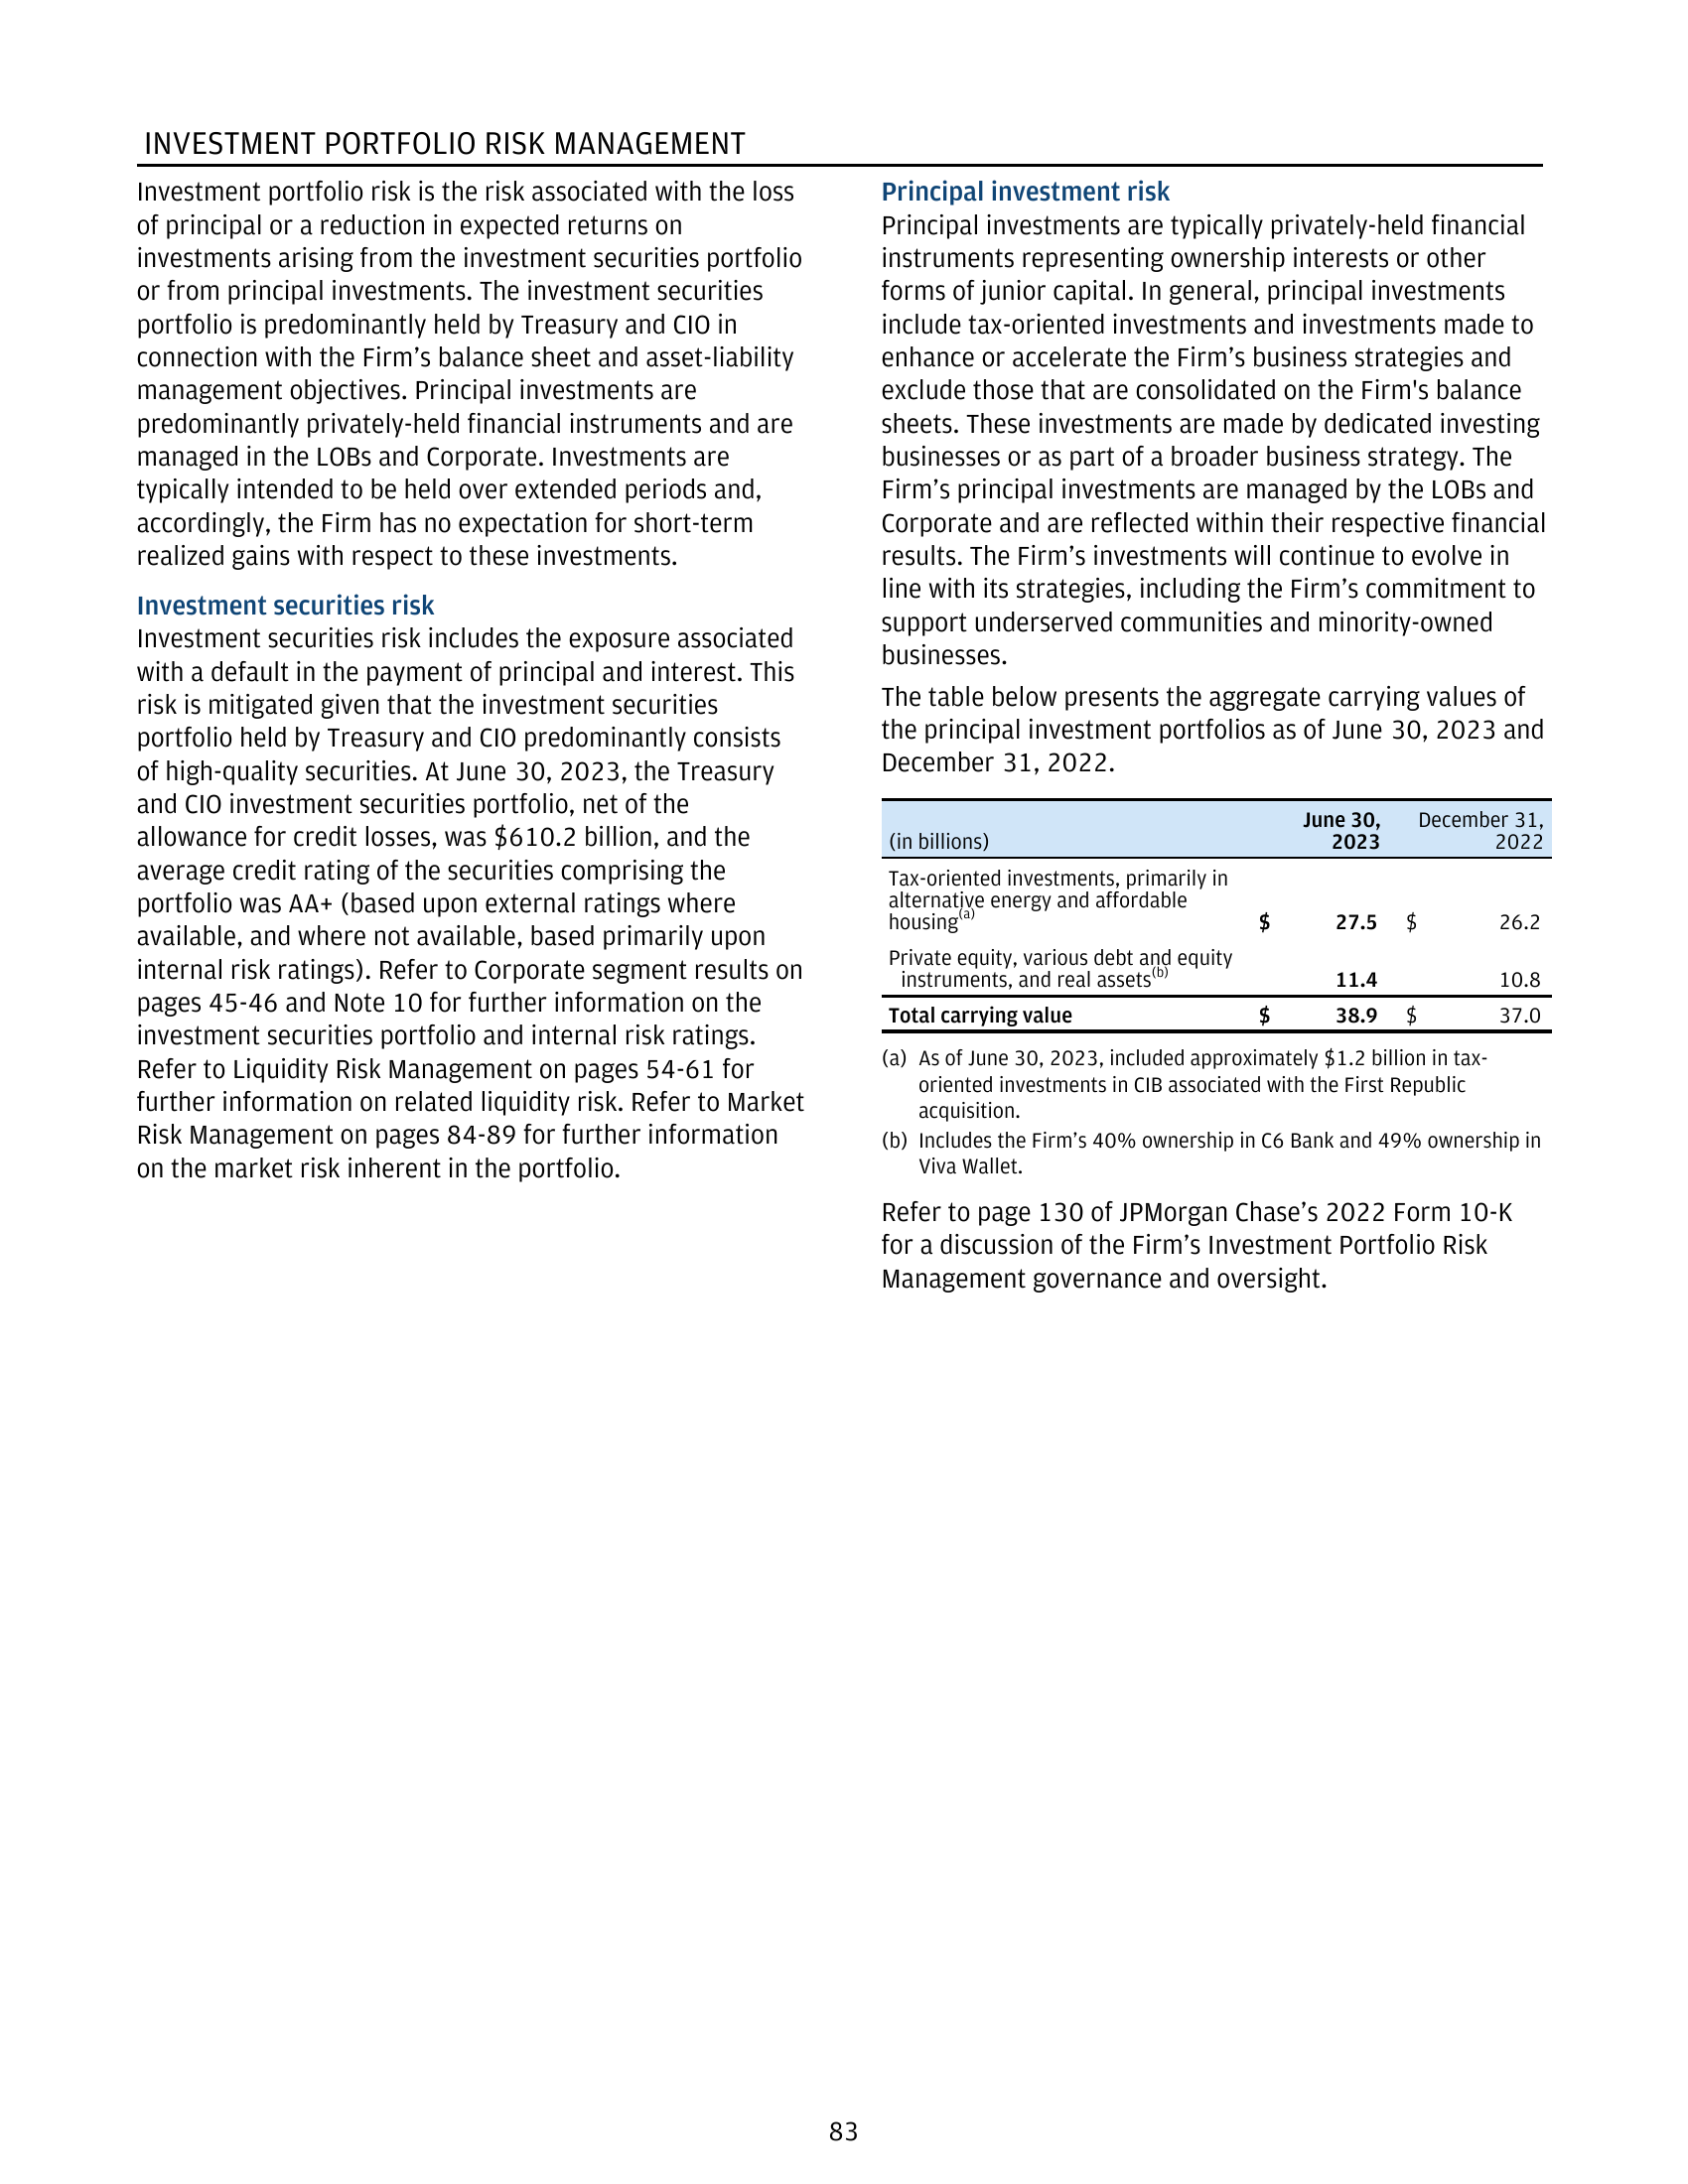 INVESTMENT PORTFOLIO RISK MANAGEMENT
Investment portfolio risk is the risk associated with the loss
of principal or a reduction in expected returns on
investments arising from the investment securities portfolio
or from principal investments. The investment securities
portfolio is predominantly held by Treasury and CIO in
connection with the Firm’s balance sheet and asset-liability
management objectives. Principal investments are
predominantly privately-held financial instruments and are
managed in the LOBs and Corporate. Investments are
typically intended to be held over extended periods and,
accordingly, the Firm has no expectation for short-term
realized gains with respect to these investments.
Investment securities risk
Investment securities risk includes the exposure associated
with a default in the payment of principal and interest. This
risk is mitigated given that the investment securities
portfolio held by Treasury and CIO predominantly consists
of high-quality securities. At June 30, 2023, the Treasury
and CIO investment securities portfolio, net of the
allowance for credit losses, was $610.2 billion, and the
average credit rating of the securities comprising the
portfolio was AA+ (based upon external ratings where
available, and where not available, based primarily upon
internal risk ratings). Refer to Corporate segment results on
pages 45-46 and Note 10 for further information on the
investment securities portfolio and internal risk ratings.
Refer to Liquidity Risk Management on pages 54-61 for
further information on related liquidity risk. Refer to Market
Risk Management on pages 84-89 for further information
on the market risk inherent in the portfolio.
Principal investment risk
Principal investments are typically privately-held financial
instruments representing ownership interests or other
forms of junior capital. In general, principal investments
include tax-oriented investments and investments made to
enhance or accelerate the Firm’s business strategies and
exclude those that are consolidated on the Firm's balance
sheets. These investments are made by dedicated investing
businesses or as part of a broader business strategy. The
Firm’s principal investments are managed by the LOBs and
Corporate and are reflected within their respective financial
results. The Firm’s investments will continue to evolve in
line with its strategies, including the Firm’s commitment to
support underserved communities and minority-owned
businesses.
The table below presents the aggregate carrying values of
the principal investment portfolios as of June 30, 2023 and
December 31, 2022.
June 30, December 31,
(in billions) 2023 2022
Tax-oriented investments, primarily in
alternative energy and affordable
housing(a) $ 27.5 $ 26.2
Private equity, various debt and equity
instruments, and real assets(b) 11.4 10.8
Total carrying value $ 38.9 $ 37.0
(a) As of June 30, 2023, included approximately $1.2 billion in tax-
oriented investments in CIB associated with the First Republic
acquisition.
(b) Includes the Firm’s 40% ownership in C6 Bank and 49% ownership in
Viva Wallet.
Refer to page 130 of JPMorgan Chase’s 2022 Form 10-K
for a discussion of the Firm’s Investment Portfolio Risk
Management governance and oversight.
83